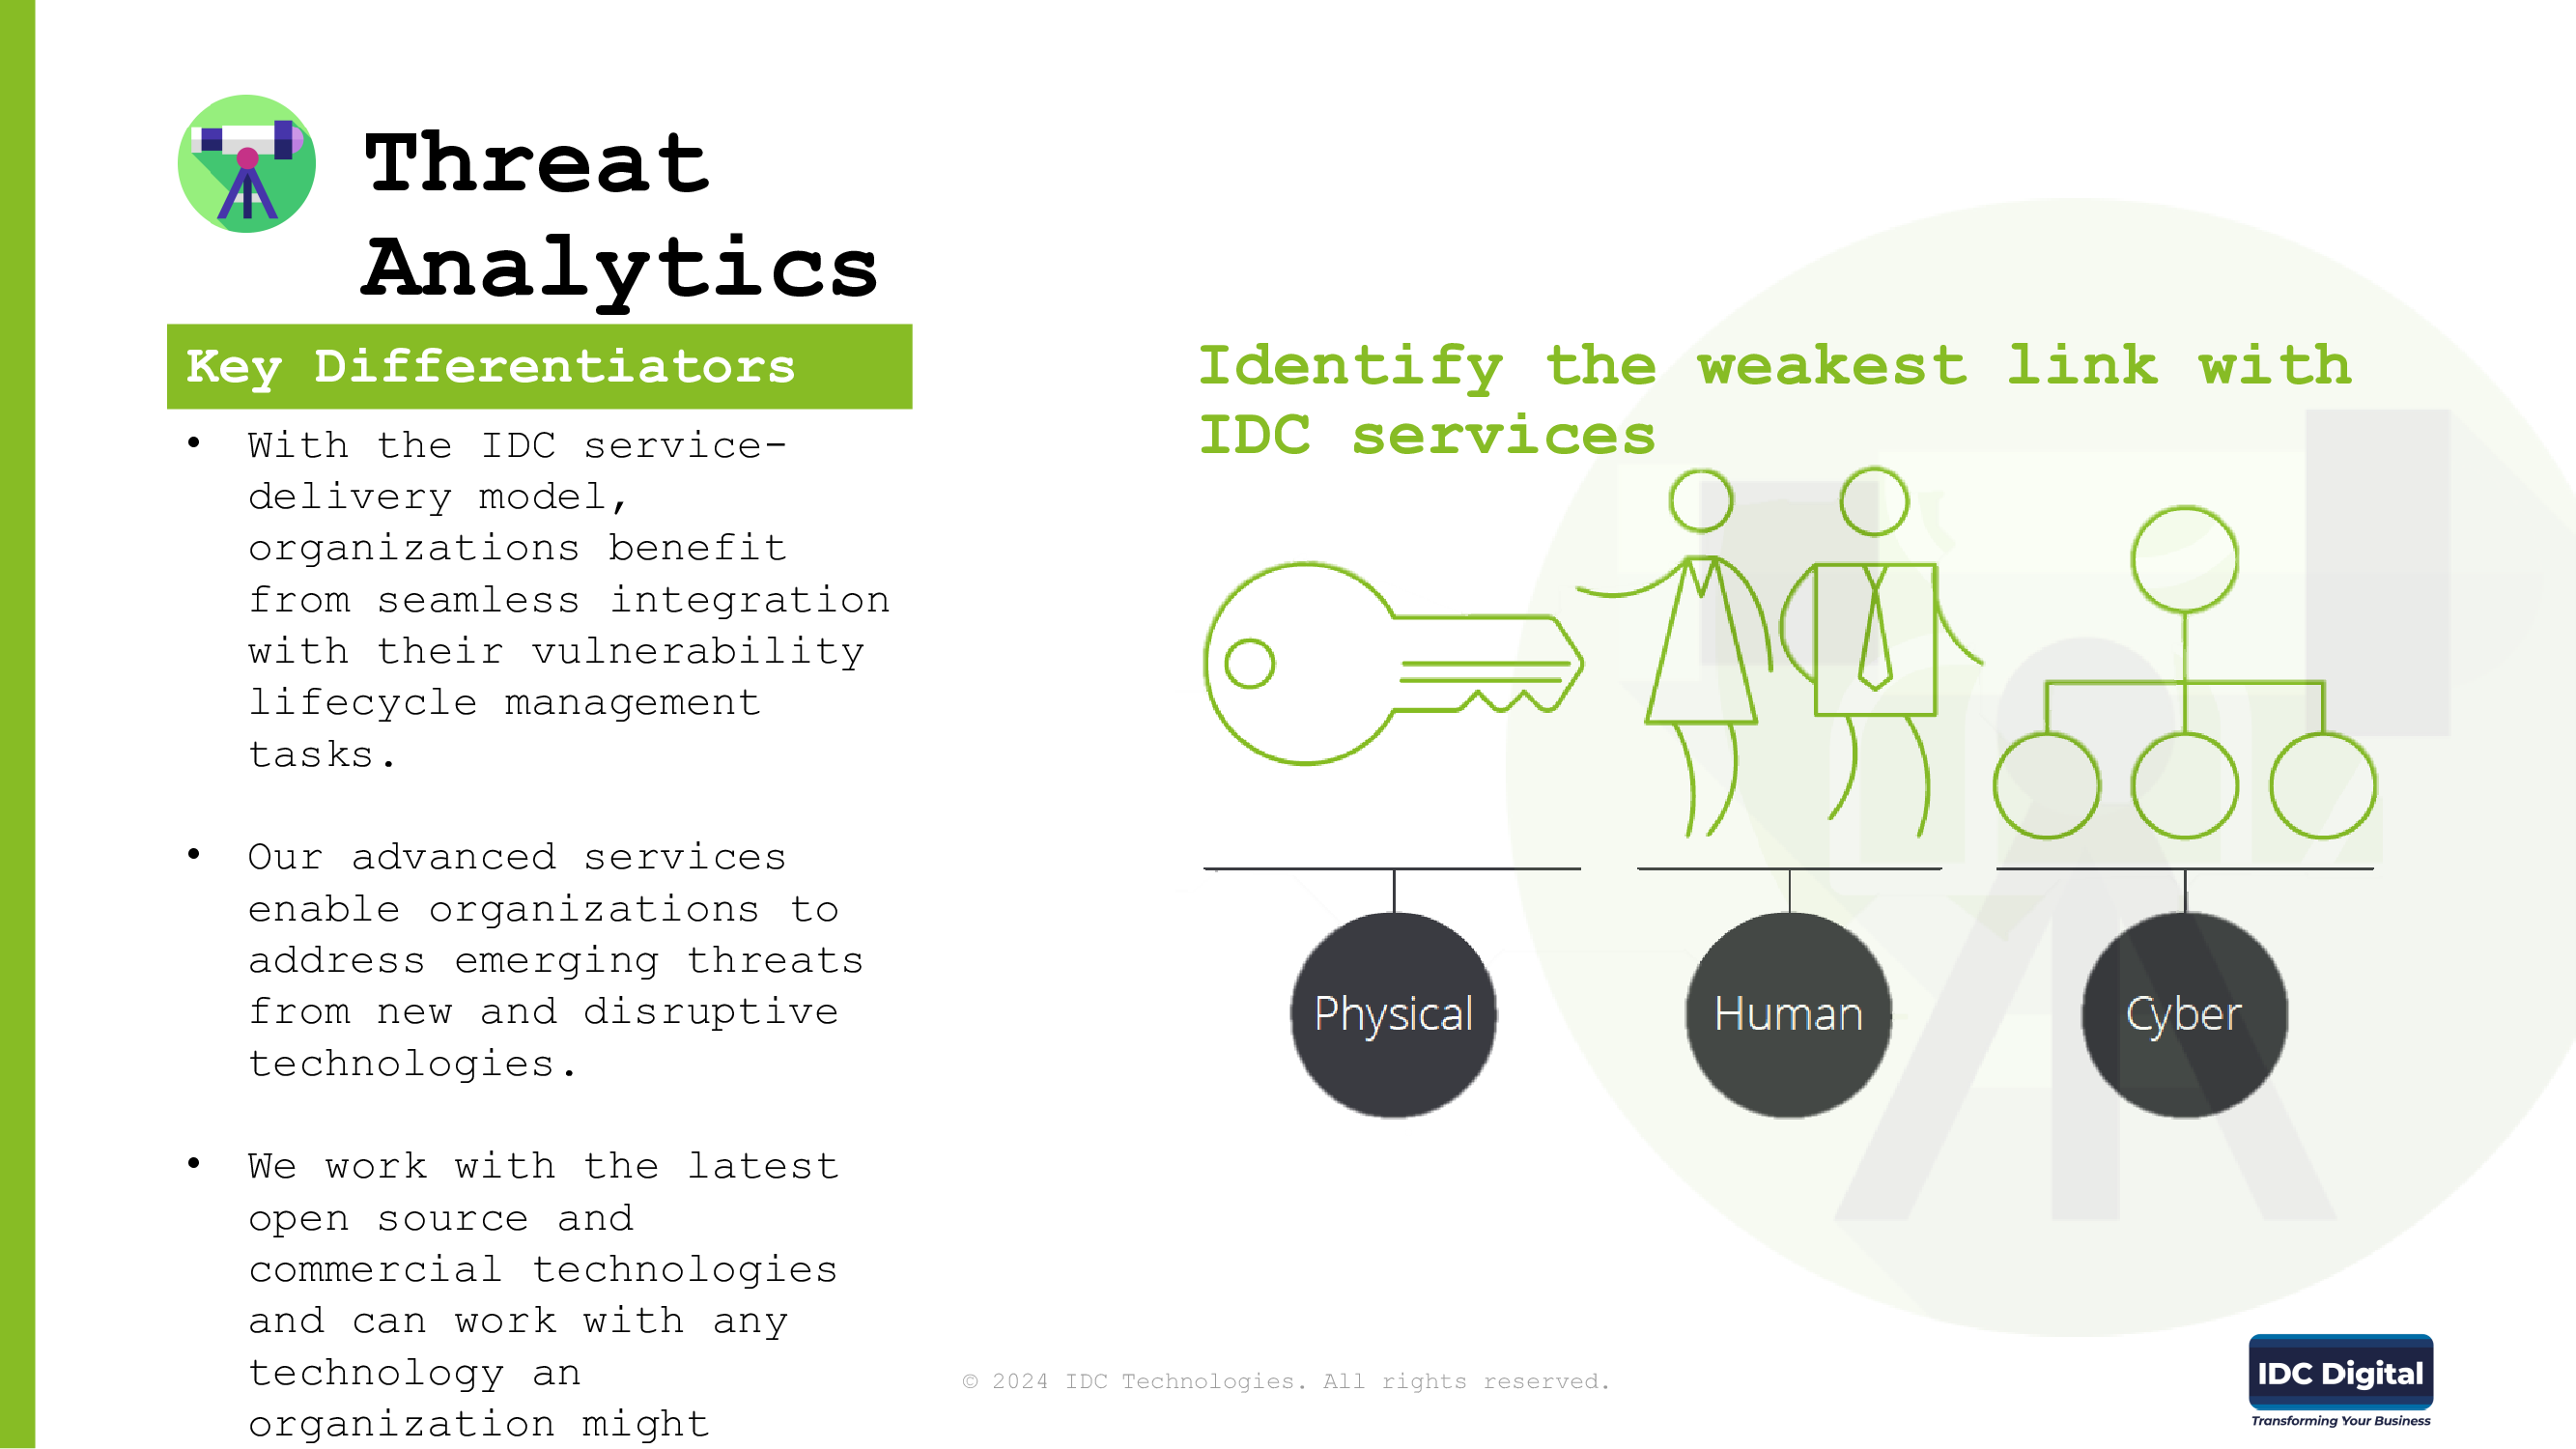 Threat
Analytics
Key Differentiators
• With the IDC service-
delivery model,
organizations benefit
from seamless integration
with their vulnerability
lifecycle management
tasks.
• Our advanced services
enable organizations to
address emerging threats
from new and disruptive
technologies.
• We work with the latest
open source and
commercial technologies
and can work with any
technology an
organization might
Identify the weakest link with
IDC services
Physical
Human
Cyber
© 2024 IDC Technologies. All rights reserved.
IDC Digital
Transforming Your Business